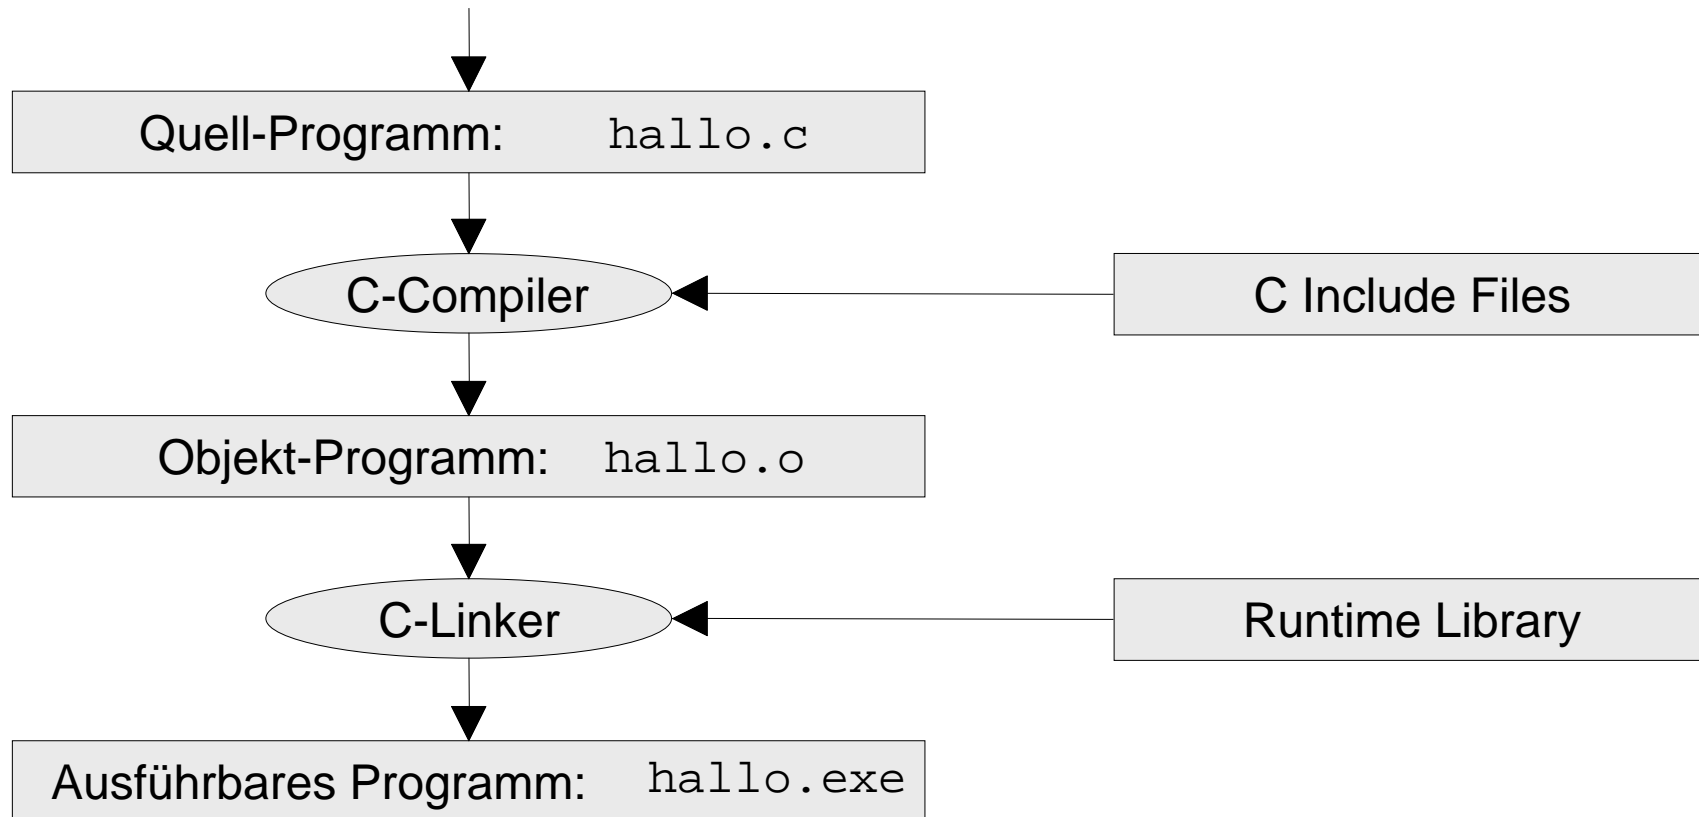 Quell-Programm: hallo.c
C-Compiler
C Include Files
Objekt-Programm: hallo.o
C-Linker
Runtime Library
Ausführbares Programm: hallo.exe